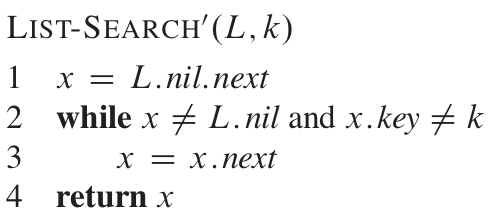 LIST-SEARCH′(L, k)
1 x = L.nil.next
2 while x ≠ L.nil and x.key ≠ k
3 x = x.next
4 return x